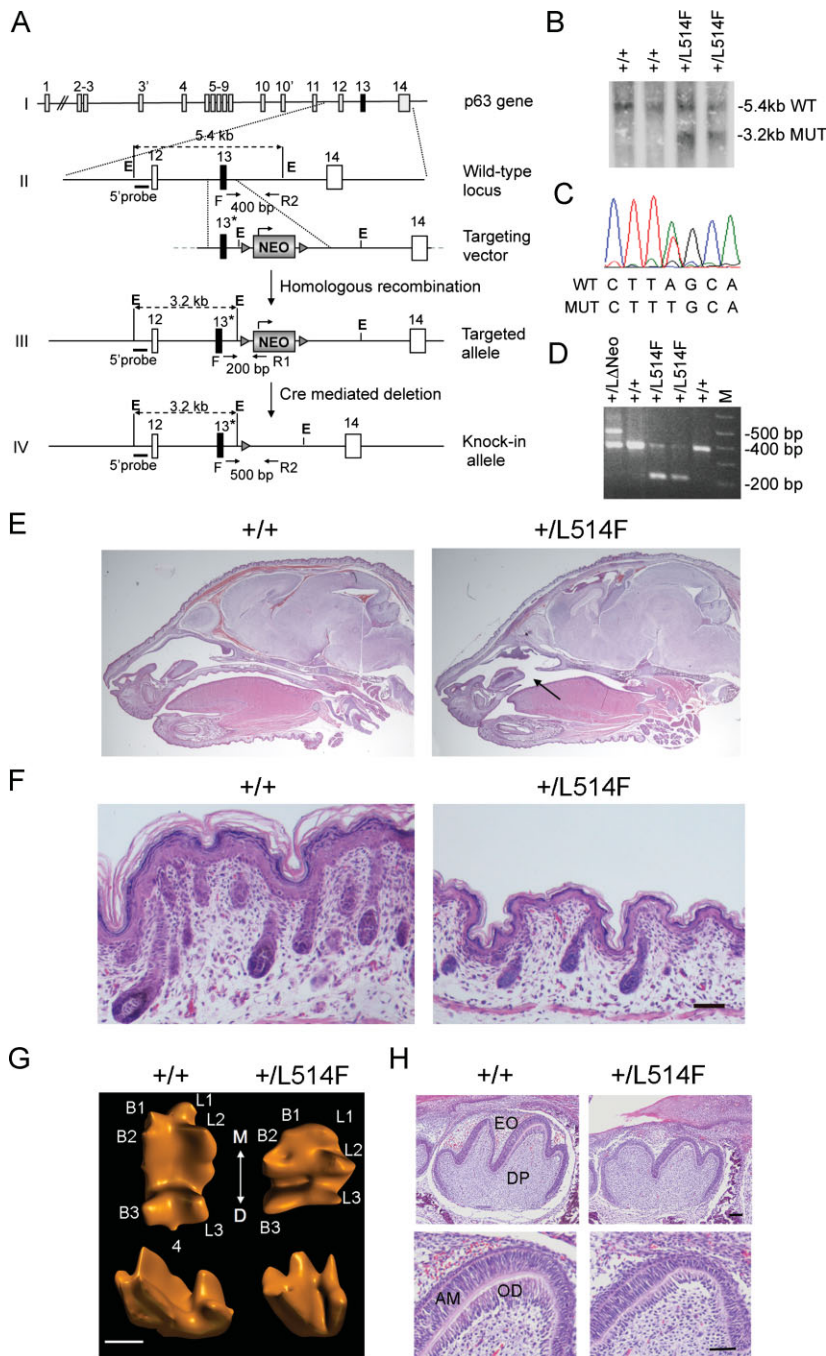 A
1 2-3 3' 4 5-9 10 10' 11 12 13 14
I p63 gene
5.4 kb
E 12 13 E 14
II Wild-type locus
5'probe F 400 bp R2
13* E NEO E 14
Targeting vector
Homologous recombination
E 3.2 kb E
12 13* NEO E 14
III Targeted allele
5'probe F 200 bp R1
Cre mediated deletion
E 3.2 kb E
12 13* E 14
IV Knock-in allele
5'probe F 500 bp R2
B
+/+ +/+ +/L514F +/L514F
-5.4kb WT
-3.2kb MUT
C
WT C T T A G C A
MUT C T T T G C A
D
+/LΔNeo +/+ +/L514F +/L514F +/+ M
-500 bp
-400 bp
-200 bp
E
+/+ +/L514F
F
+/+ +/L514F
G
+/+ +/L514F
B1 L1 B1 L1
B2 L2 M B2 L2
B3 L3 D B3 L3
4
H
+/+ +/L514F
EO
DP
AM OD